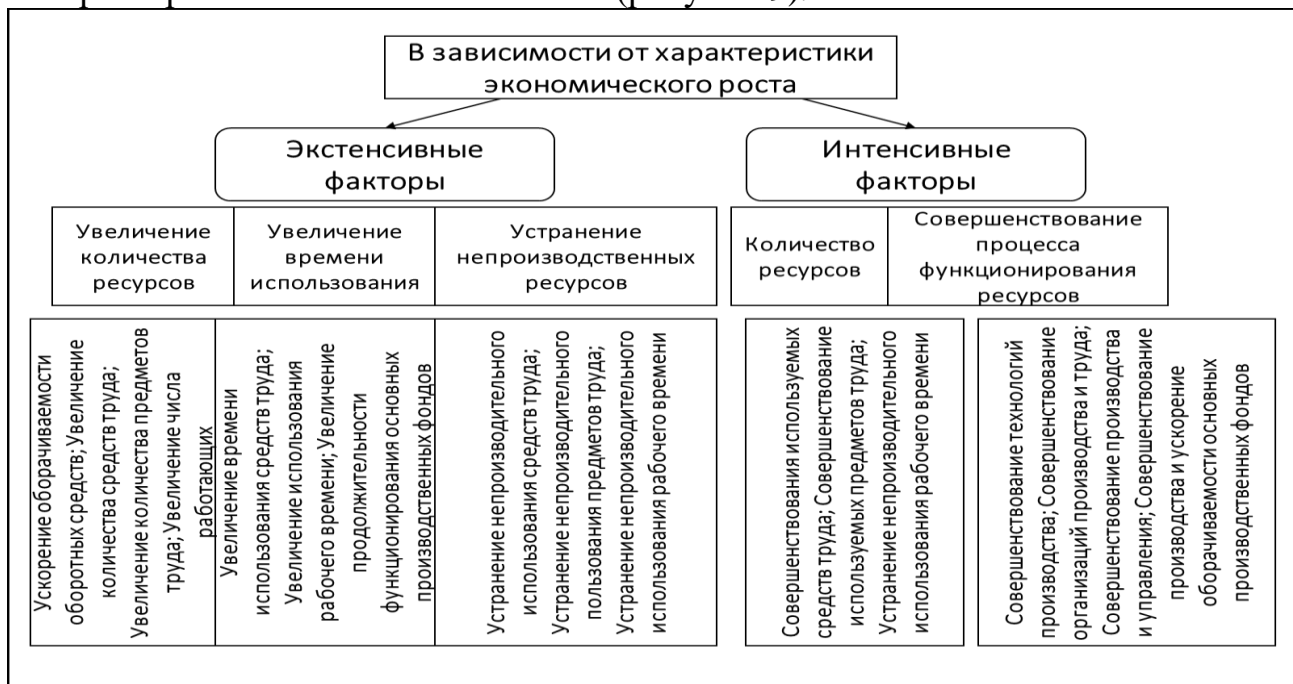 В зависимости от характеристики
экономического роста
Экстенсивные
факторы
Интенсивные
факторы
Увеличение
количества
ресурсов
Увеличение
времени
использования
Устранение
непроизводственных
ресурсов
Количество
ресурсов
Совершенствование
процесса
функционирования
ресурсов
Ускорение оборачиваемости
оборотных средств; Увеличение
количества средств труда;
Увеличение количества предметов
труда; Увеличение числа
работающих
Увеличение времени
использования средств труда;
Увеличение использования
рабочего времени; Увеличение
продолжительности
функционирования основных
производственных фондов
Устранение непроизводительного
использования средств труда;
Устранение непроизводительного
пользования предметов труда;
Устранение непроизводительного
использования рабочего времени
Совершенствования используемых
средств труда; Совершенствование
используемых предметов труда;
Устранение непроизводительного
использования рабочего времени
Совершенствование технологий
производства; Совершенствование
организаций производства и труда;
Совершенствование производства
и управления; Совершенствование
производства и ускорение
оборачиваемости основных
производственных фондов